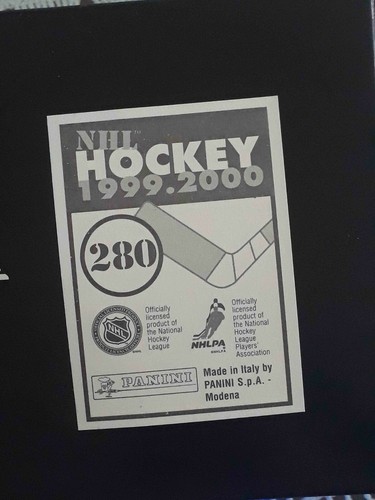 NHL™
HOCKEY
1999.2000
280
Officially
licensed
product of
the National
Hockey
League
NHL
Officially
licensed
product of
the National
Hockey
League
Players'
Association
NHLPA
PANINI
Made in Italy by
PANINI S.p.A. -
Modena